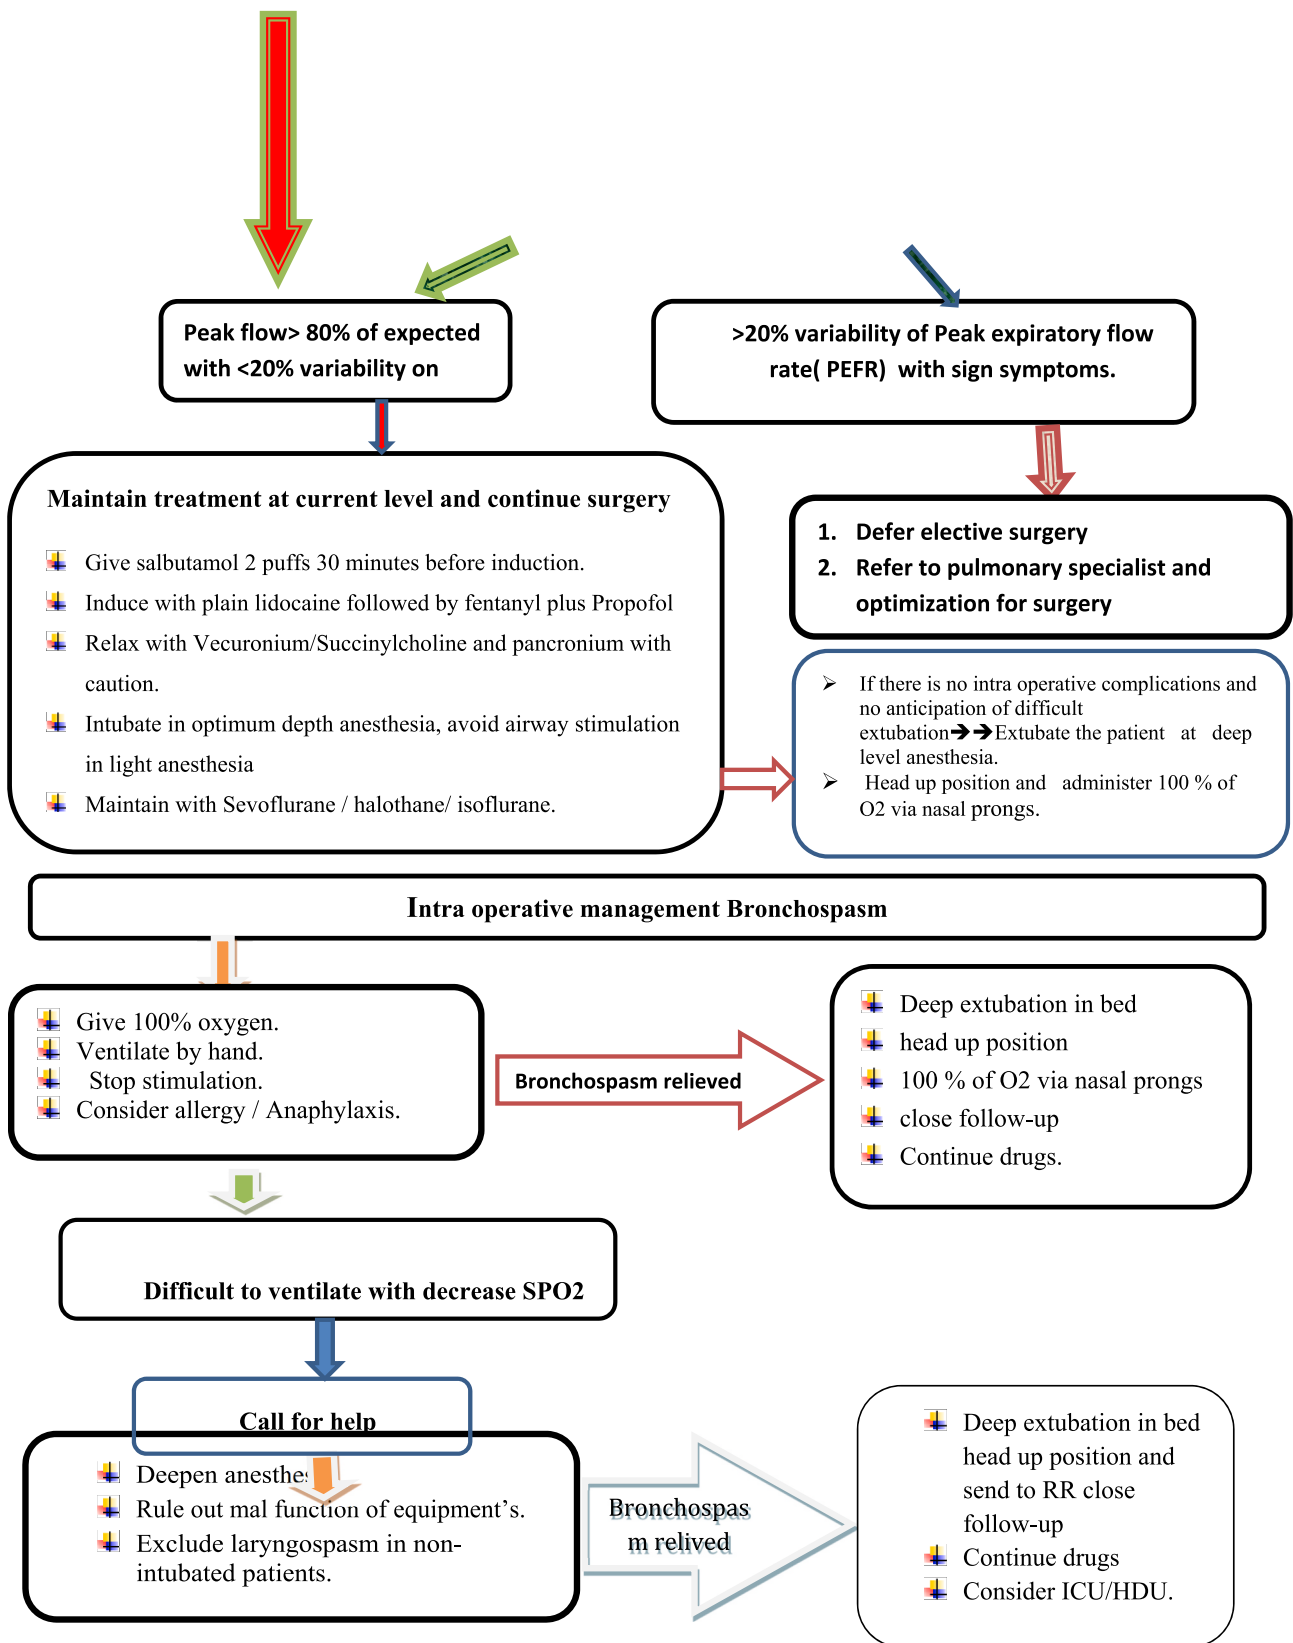 Peak flow> 80% of expected
with <20% variability on
>20% variability of Peak expiratory flow
rate( PEFR) with sign symptoms.
Maintain treatment at current level and continue surgery
Give salbutamol 2 puffs 30 minutes before induction.
Induce with plain lidocaine followed by fentanyl plus Propofol
Relax with Vecuronium/Succinylcholine and pancronium with
caution.
Intubate in optimum depth anesthesia, avoid airway stimulation
in light anesthesia
Maintain with Sevoflurane / halothane/ isoflurane.
1. Defer elective surgery
2. Refer to pulmonary specialist and
optimization for surgery
If there is no intra operative complications and
no anticipation of difficult
extubation➔➔Extubate the patient at deep
level anesthesia.
Head up position and administer 100 % of
O2 via nasal prongs.
Intra operative management Bronchospasm
Give 100% oxygen.
Ventilate by hand.
Stop stimulation.
Consider allergy / Anaphylaxis.
Bronchospasm relieved
Deep extubation in bed
head up position
100 % of O2 via nasal prongs
close follow-up
Continue drugs.
Difficult to ventilate with decrease SPO2
Call for help
Deepen
Rule out mal function of equipment's.
Exclude laryngospasm in non-
intubated patients.
Bronchospas
m relived
Deep extubation in bed
head up position and
send to RR close
follow-up
Continue drugs
Consider ICU/HDU.